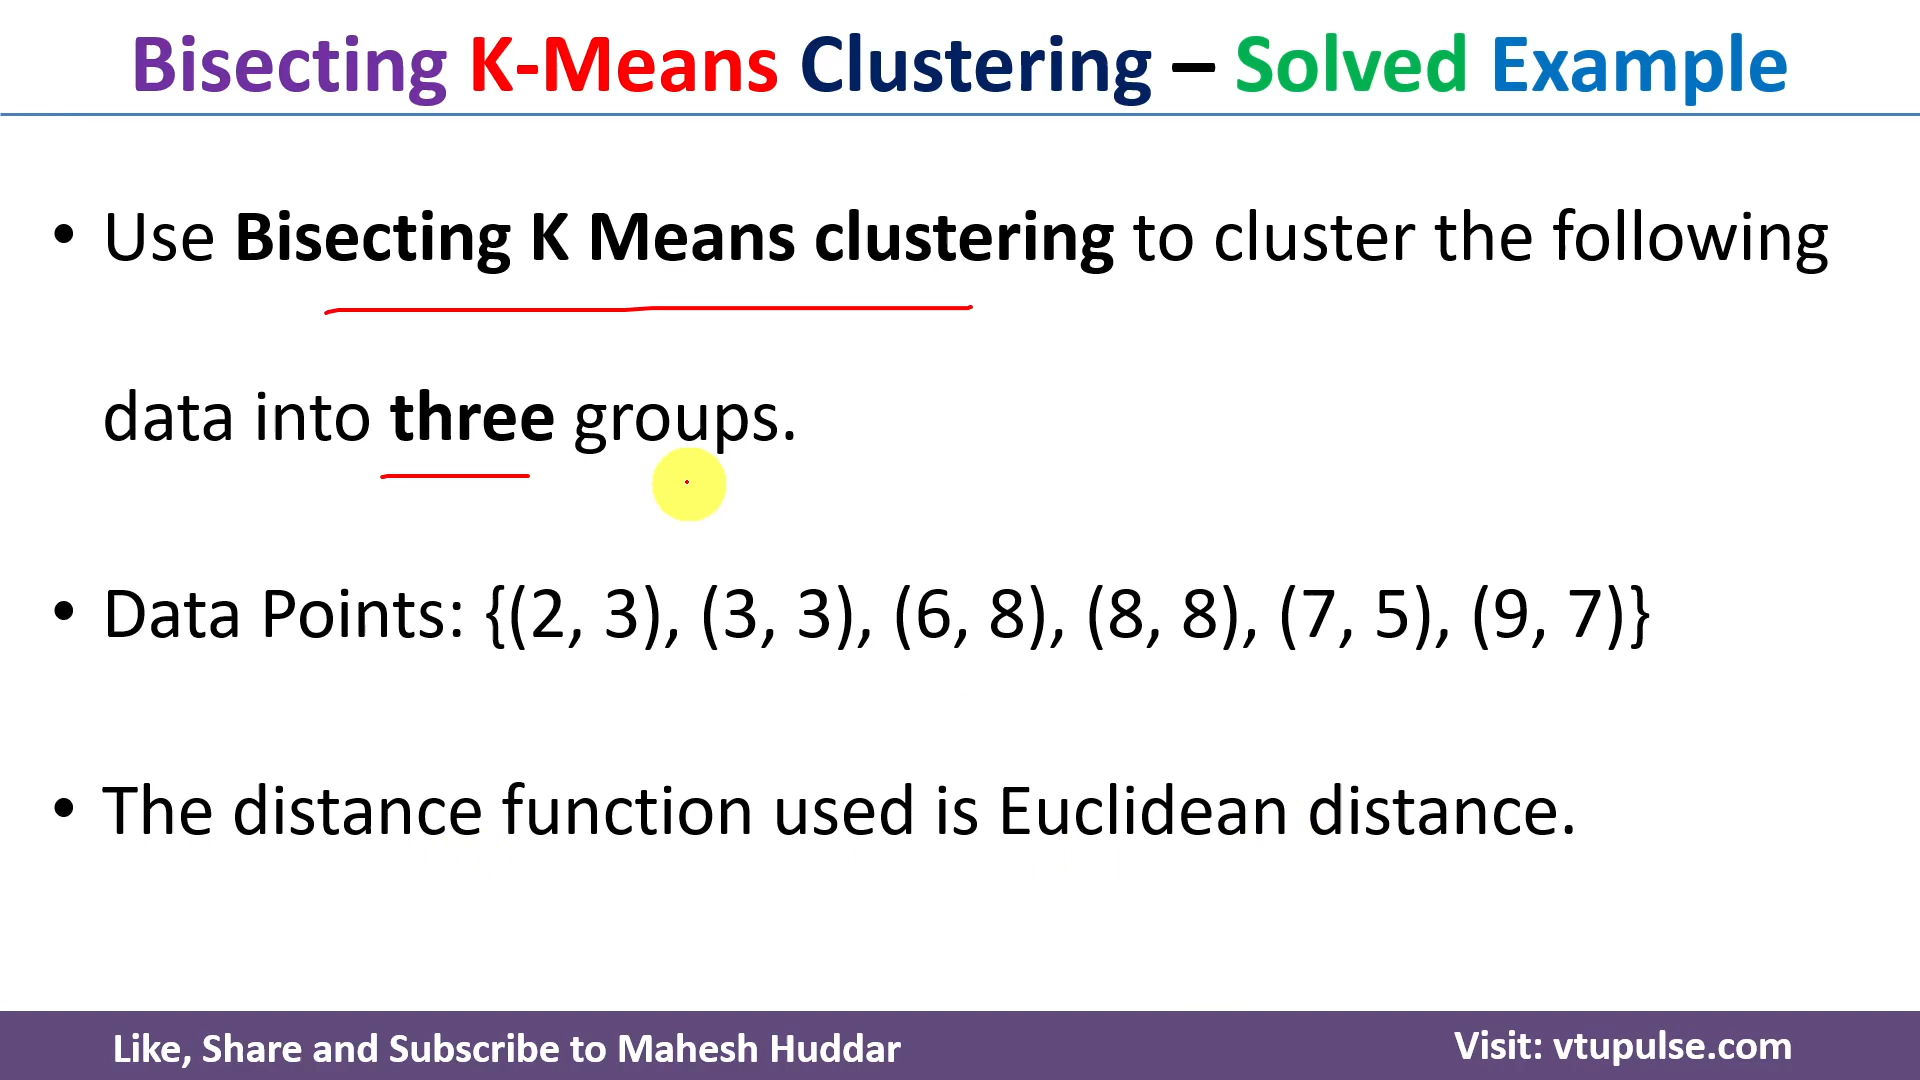 Bisecting K-Means Clustering – Solved Example
• Use Bisecting K Means clustering to cluster the following
data into three groups.
• Data Points: {(2, 3), (3, 3), (6, 8), (8, 8), (7, 5), (9, 7)}
• The distance function used is Euclidean distance.
Like, Share and Subscribe to Mahesh Huddar
Visit: vtupulse.com